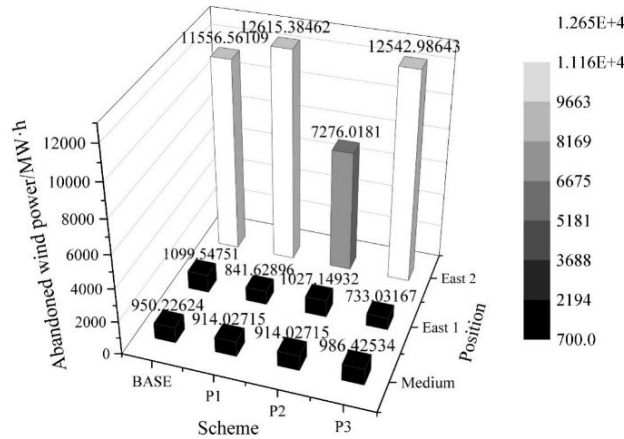 12615.38462
11556.56109
12542.98643
7276.0181
1099.54751
841.62896
1027.14932
733.03167
950.22624
914.02715
914.02715
986.42534
Abandoned wind power/MW·h
12000
10000
8000
6000
4000
2000
0
BASE
P1
P2
P3
Scheme
Medium
East 1
East 2
Position
1.265E+4
1.116E+4
9663
8169
6675
5181
3688
2194
700.0